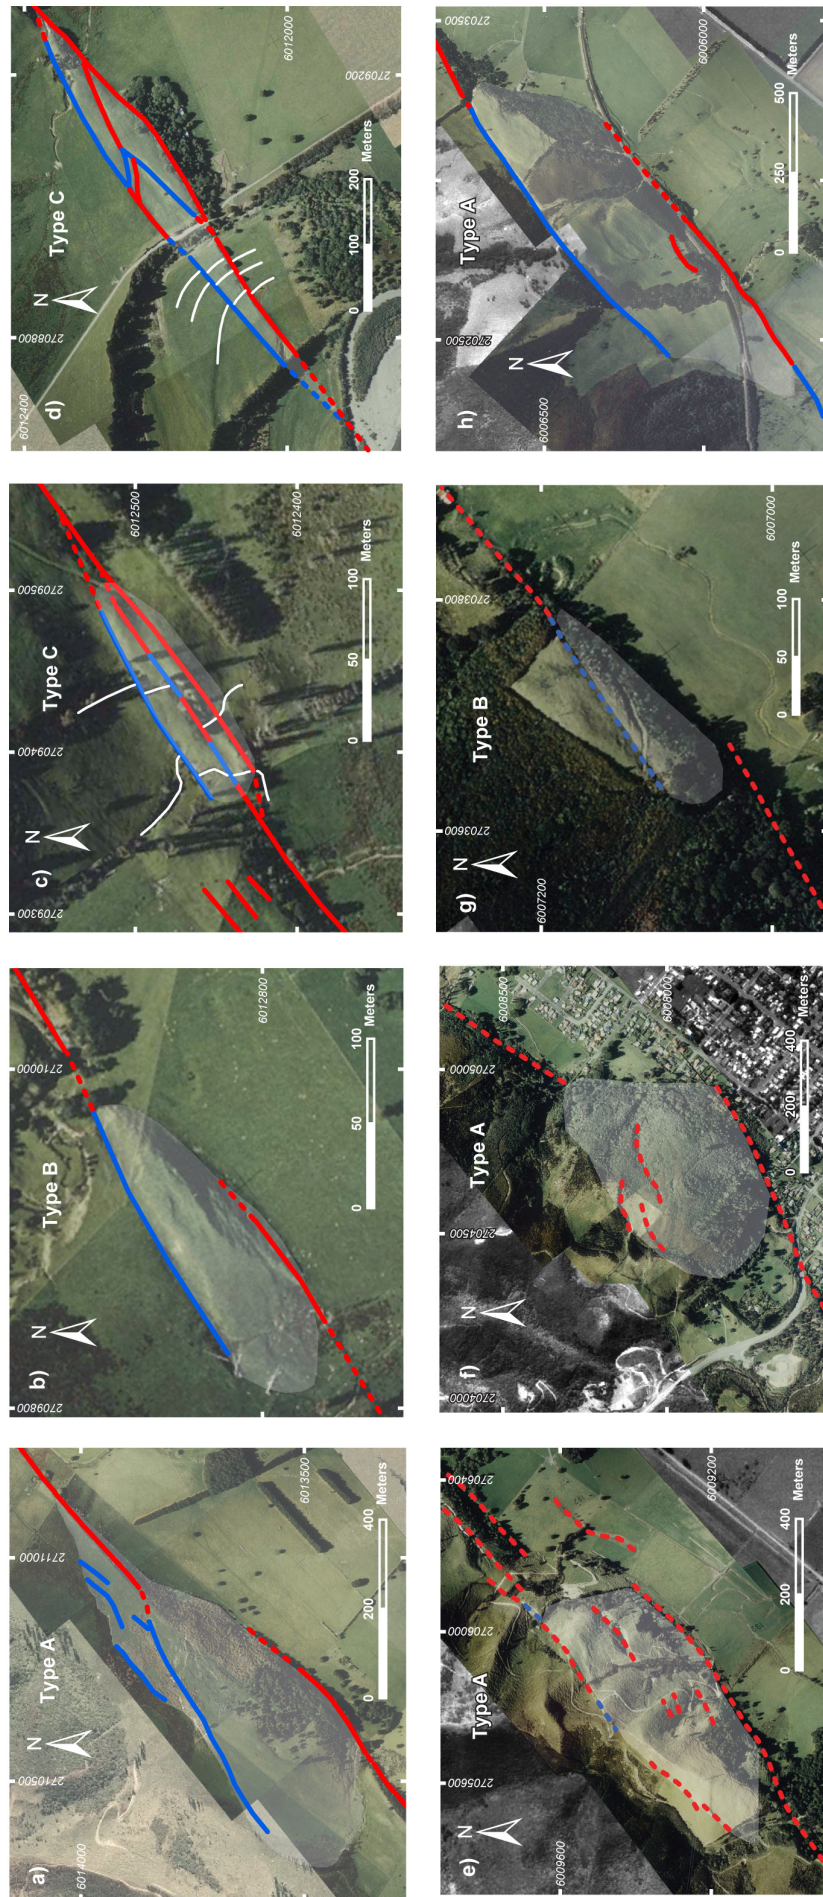 a)
N
Type A
6014000
6013500
2710500
2711000
0 200 400
Meters
b)
N
Type B
6012800
2709800
2710000
0 50 100
Meters
c)
N
Type C
6012500
6012400
2709300
2709400
2709500
0 50 100
Meters
d)
N
Type C
6012400
6012000
2708800
2709200
0 100 200
Meters
e)
N
Type A
6009600
6009200
2705600
2706000
2706400
0 200 400
Meters
f)
N
Type A
6008500
6008000
2704000
2704500
2705000
0 200 400
Meters
g)
N
Type B
6007200
6007000
2703600
2703800
0 50 100
Meters
h)
N
Type A
6006500
6006000
2702500
2703500
0 250 500
Meters